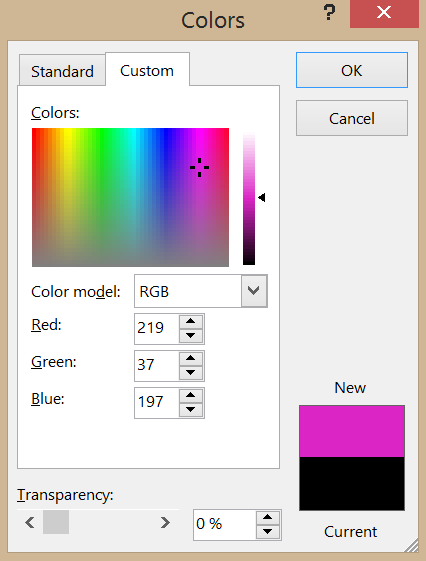 Colors
?
Standard
Custom
OK
Cancel
Colors:
Color model:
RGB
Red:
219
Green:
37
Blue:
197
New
Current
Transparency:
0 %